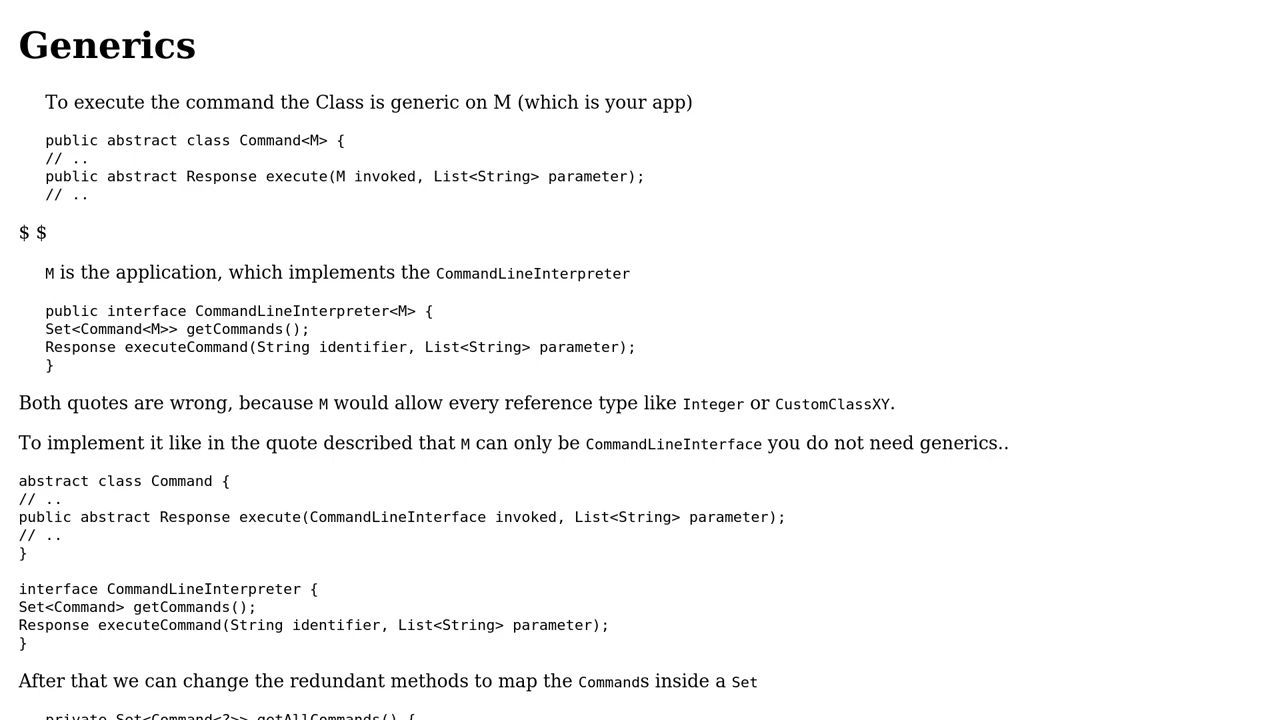 Generics
To execute the command the Class is generic on M (which is your app)
public abstract class Command<M> {
// ..
public abstract Response execute(M invoked, List<String> parameter);
// ..
$ $
M is the application, which implements the CommandLineInterpreter
public interface CommandLineInterpreter<M> {
Set<Command<M>> getCommands();
Response executeCommand(String identifier, List<String> parameter);
}
Both quotes are wrong, because M would allow every reference type like Integer or CustomClassXY.
To implement it like in the quote described that M can only be CommandLineInterface you do not need generics..
abstract class Command {
// ..
public abstract Response execute(CommandLineInterface invoked, List<String> parameter);
// ..
}
interface CommandLineInterpreter {
Set<Command> getCommands();
Response executeCommand(String identifier, List<String> parameter);
}
After that we can change the redundant methods to map the Commands inside a Set
private Set<Command<?>> getAllCommands() {